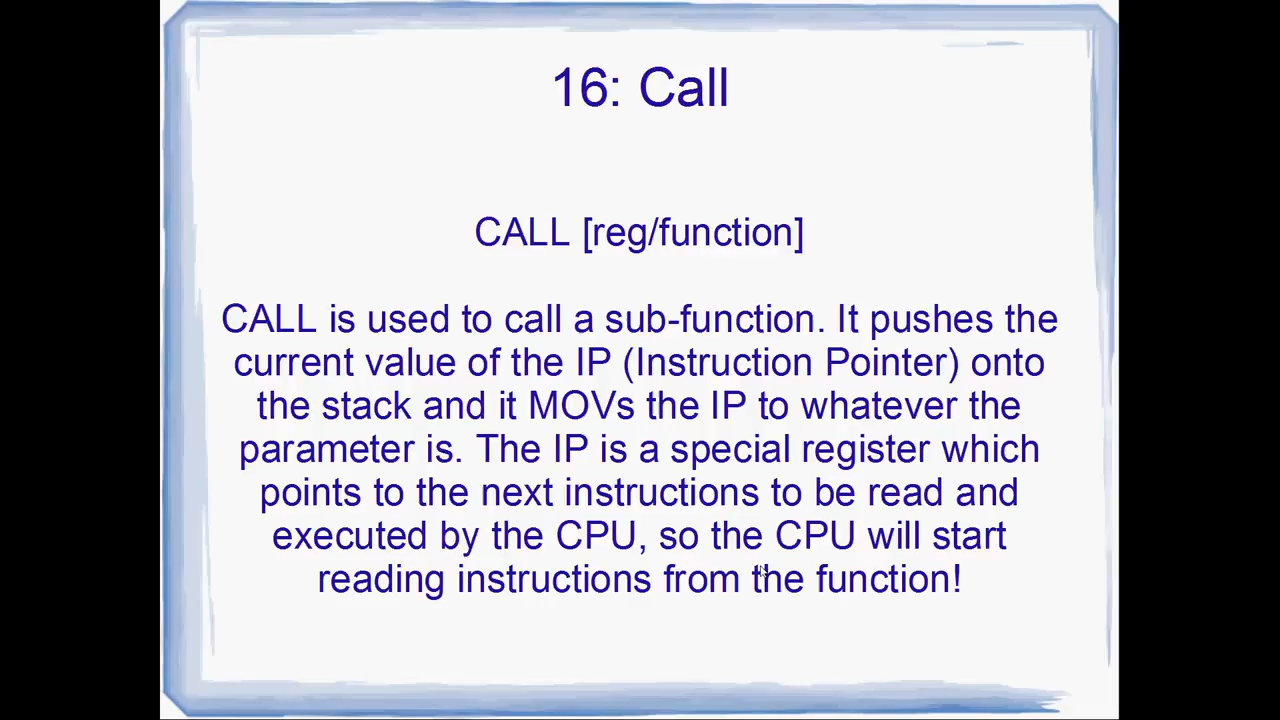 16: Call
CALL [reg/function]
CALL is used to call a sub-function. It pushes the
current value of the IP (Instruction Pointer) onto
the stack and it MOVs the IP to whatever the
parameter is. The IP is a special register which
points to the next instructions to be read and
executed by the CPU, so the CPU will start
reading instructions from the function!